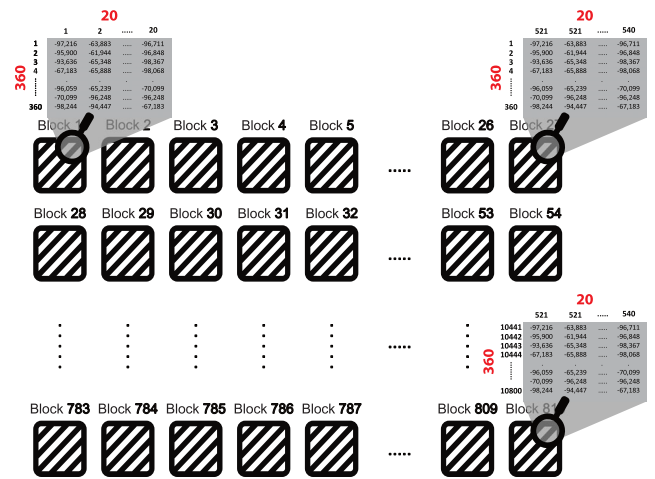 20
20
1 2 ..... 20
521 521 ..... 540
1 -97,216 -63,883 ..... -96,711
2 -95,900 -61,944 ..... -96,848
3 -93,636 -65,348 ..... -98,367
4 -67,183 -65,888 ..... -98,068
-96,059 -65,239 ..... -70,099
-70,099 -96,248 ..... -96,248
360 -98,244 -94,447 ..... -67,183
360
1 -97,216 -63,883 ..... -96,711
2 -95,900 -61,944 ..... -96,848
3 -93,636 -65,348 ..... -98,367
4 -67,183 -65,888 ..... -98,068
-96,059 -65,239 ..... -70,099
-70,099 -96,248 ..... -96,248
360 -98,244 -94,447 ..... -67,183
360
Block 1 Block 2 Block 3 Block 4 Block 5 Block 26 Block 27
.....
Block 28 Block 29 Block 30 Block 31 Block 32 Block 53 Block 54
.....
20
521 521 ..... 540
10441 -97,216 -63,883 ..... -96,711
10442 -95,900 -61,944 ..... -96,848
10443 -93,636 -65,348 ..... -98,367
10444 -67,183 -65,888 ..... -98,068
-96,059 -65,239 ..... -70,099
-70,099 -96,248 ..... -96,248
10800 -98,244 -94,447 ..... -67,183
360
.....
Block 783 Block 784 Block 785 Block 786 Block 787 Block 809 Block
.....